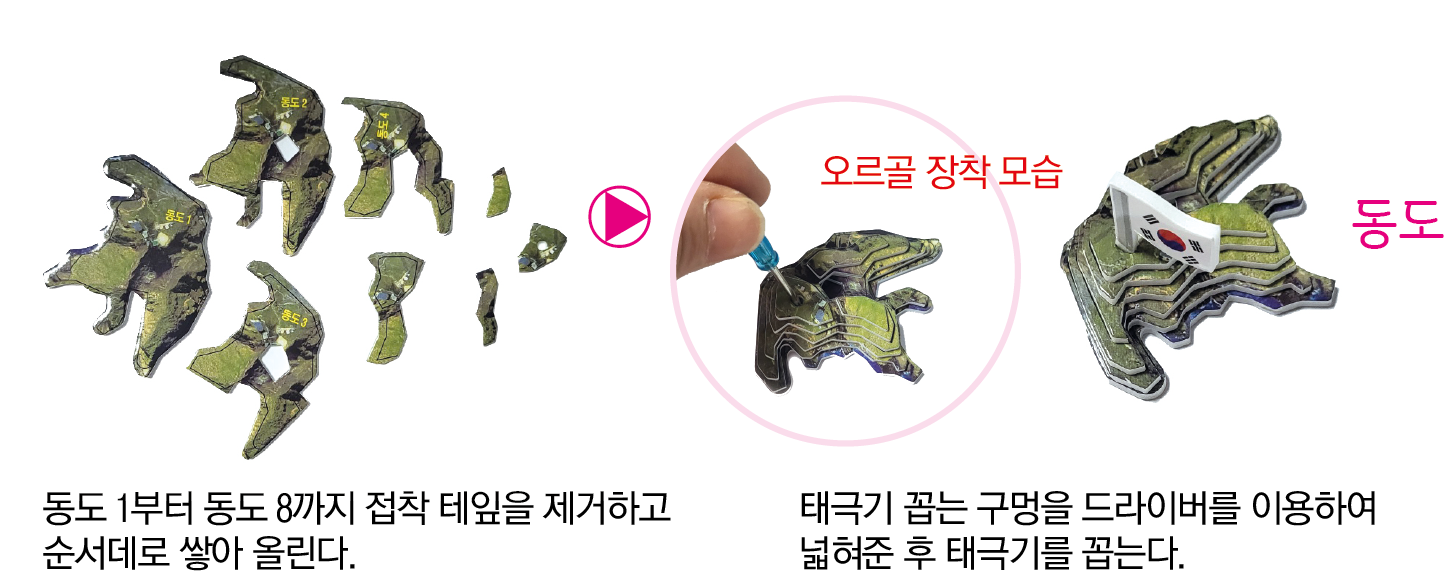 동도 2
동도 4
동도 1
동도 3
오르골 장착 모습
동도
동도 1부터 동도 8까지 접착 테잎을 제거하고
순서데로 쌓아 올린다.
태극기 꼽는 구멍을 드라이버를 이용하여
넓혀준 후 태극기를 꼽는다.